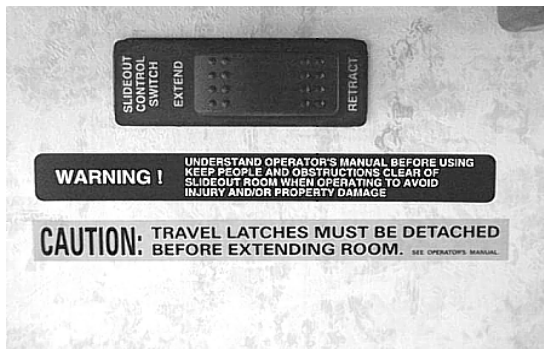 SLIDEOUT
CONTROL
SWITCH
EXTEND
RETRACT
WARNING !
UNDERSTAND OPERATOR'S MANUAL BEFORE USING
KEEP PEOPLE AND OBSTRUCTIONS CLEAR OF
SLIDEOUT ROOM WHEN OPERATING TO AVOID
INJURY AND/OR PROPERTY DAMAGE
CAUTION: TRAVEL LATCHES MUST BE DETACHED
BEFORE EXTENDING ROOM. SEE OPERATOR'S MANUAL.